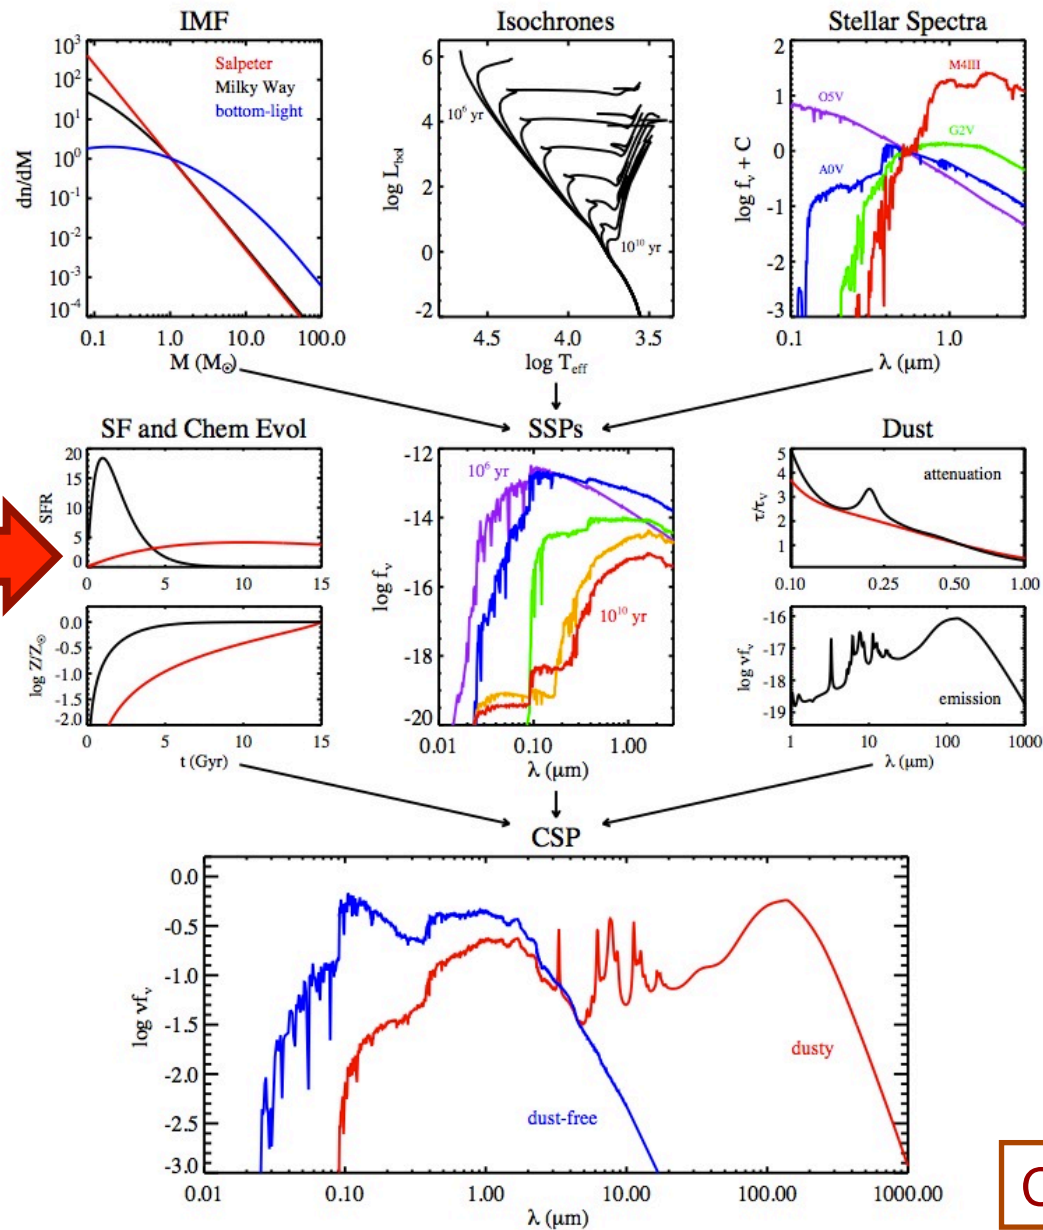 IMF
10³
10²
10¹
10⁰
10⁻¹
10⁻²
10⁻³
10⁻⁴
dn/dM
Salpeter
Milky Way
bottom-light
0.1 1.0 10.0 100.0
M (M☉)
Isochrones
6
4
2
0
-2
log L_bol
10⁶ yr
10¹⁰ yr
4.5 4.0 3.5
log T_eff
Stellar Spectra
2
1
0
-1
-2
-3
log f_ν + C
M4III
O5V
G2V
A0V
0.1 1.0
λ (μm)
SF and Chem Evol
20
15
10
5
0
SFR
0 5 10 15
0.0
-0.5
-1.0
-1.5
-2.0
log Z/Z☉
0 5 10 15
t (Gyr)
SSPs
-12
-14
-16
-18
-20
log f_ν
10⁶ yr
10¹⁰ yr
0.01 0.10 1.00
λ (μm)
Dust
5
4
3
2
1
τ/τ_V
attenuation
0.10 0.25 0.50 1.00
-16
-17
-18
-19
log νf_ν
emission
1 10 100 1000
λ (μm)
CSP
0.0
-0.5
-1.0
-1.5
-2.0
-2.5
-3.0
log νf_ν
dusty
dust-free
0.01 0.10 1.00 10.00 100.00 1000.00
λ (μm)